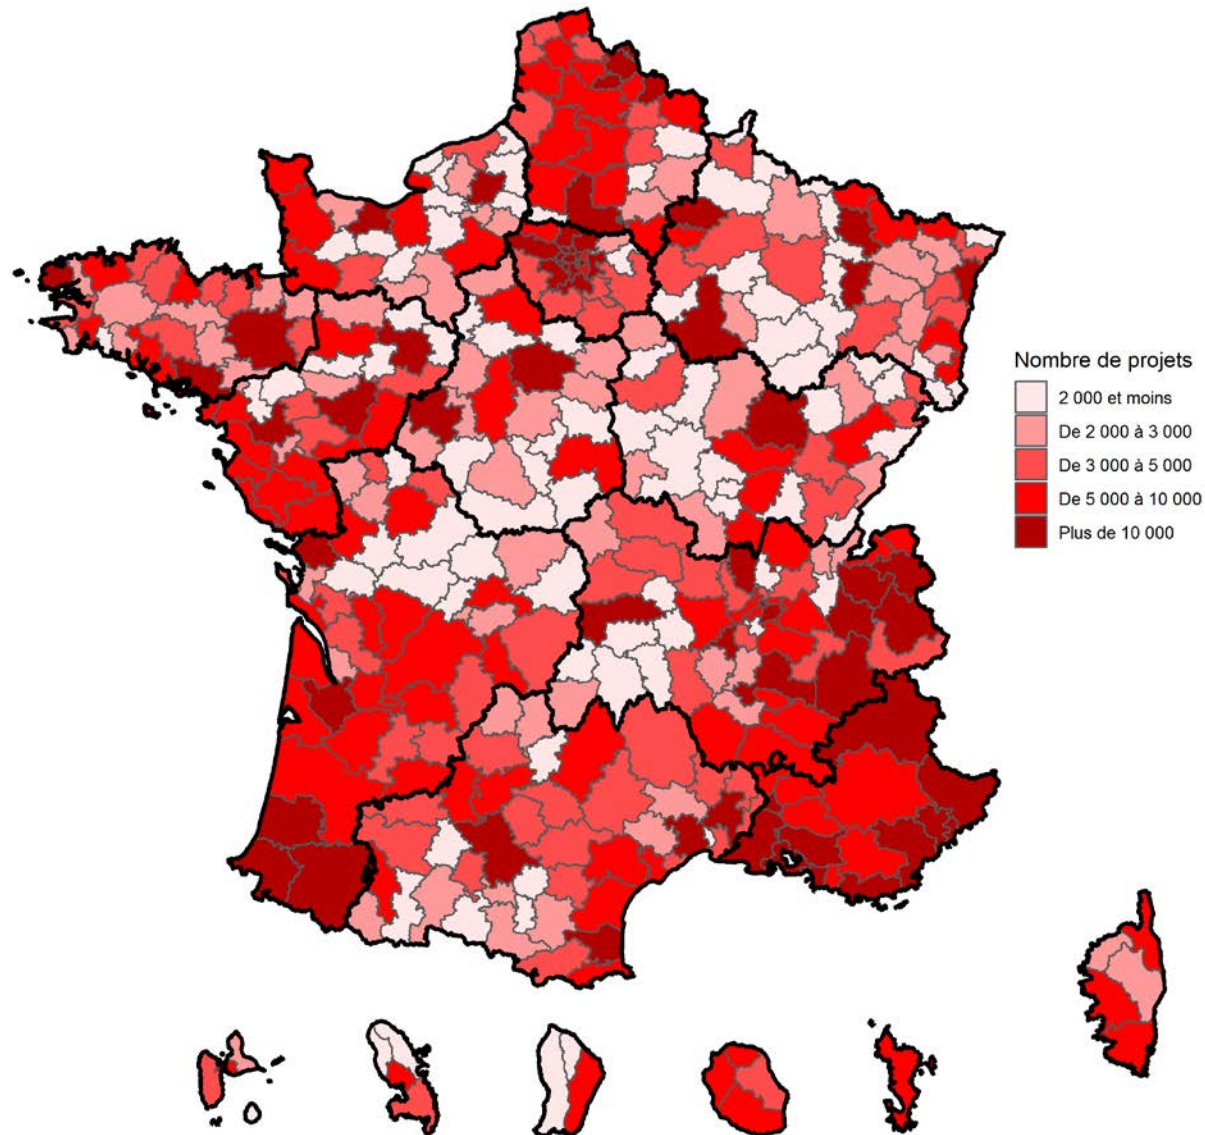 Nombre de projets
2 000 et moins
De 2 000 à 3 000
De 3 000 à 5 000
De 5 000 à 10 000
Plus de 10 000